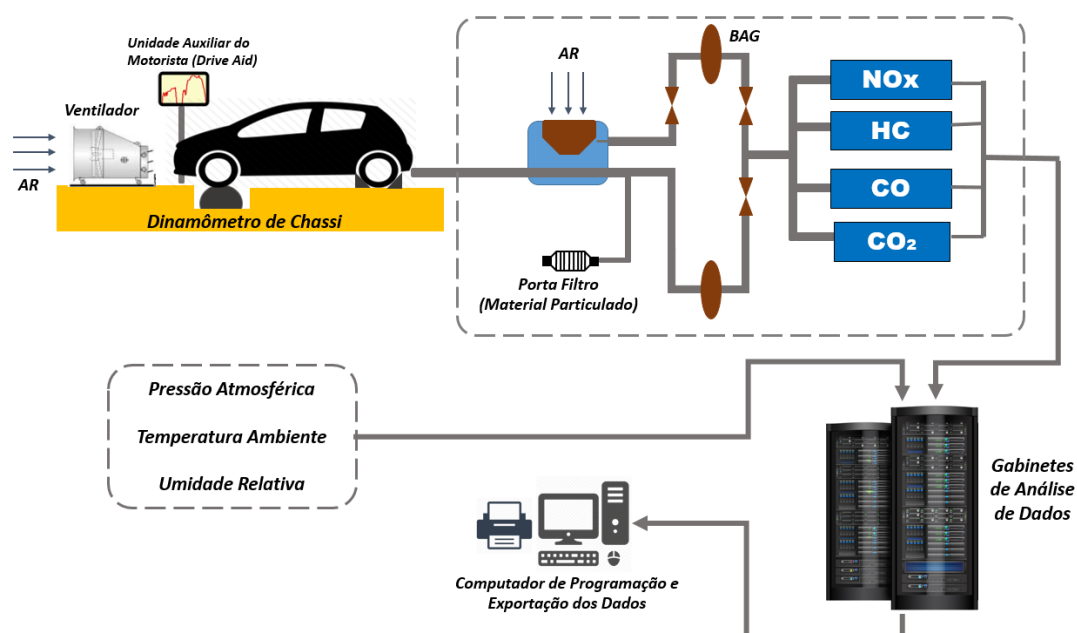 Unidade Auxiliar do
Motorista (Drive Aid)
Ventilador
AR
Dinamômetro de Chassi
AR
BAG
NOx
HC
CO
CO₂
Porta Filtro
(Material Particulado)
Pressão Atmosférica
Temperatura Ambiente
Umidade Relativa
Gabinetes
de Análise
de Dados
Computador de Programação e
Exportação dos Dados